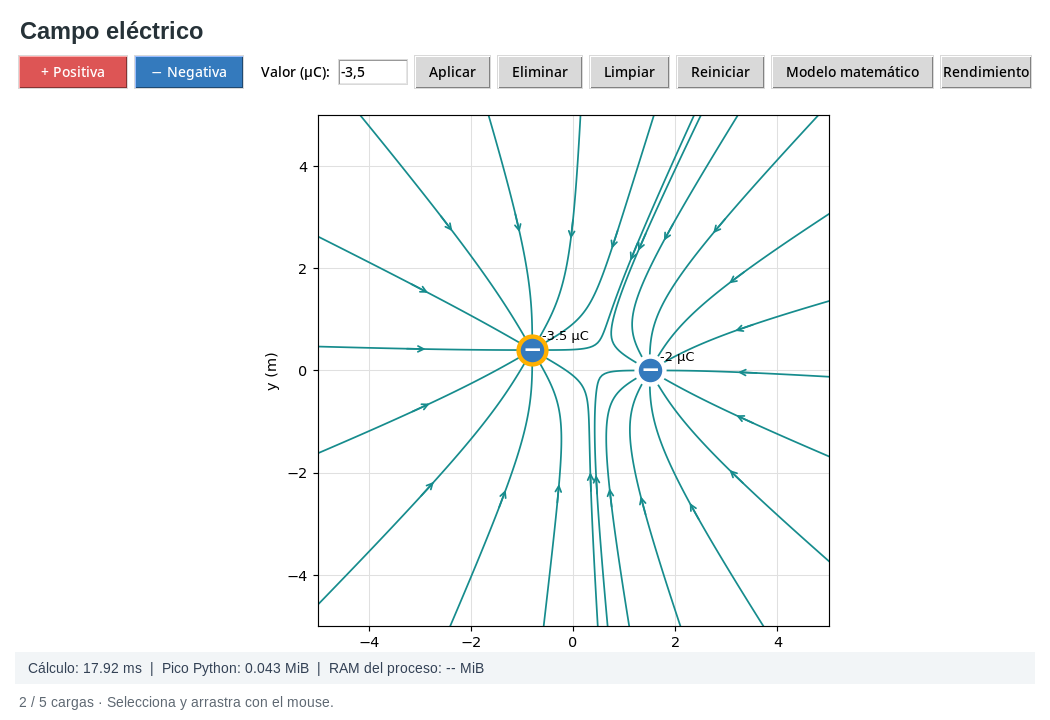 Campo eléctrico
+ Positiva − Negativa Valor (µC): -3,5 Aplicar Eliminar Limpiar Reiniciar Modelo matemático Rendimiento
4
2
0
−2
−4
y (m)
-3.5 µC
-2 µC
−4 −2 0 2 4
Cálculo: 17.92 ms | Pico Python: 0.043 MiB | RAM del proceso: -- MiB
2 / 5 cargas · Selecciona y arrastra con el mouse.